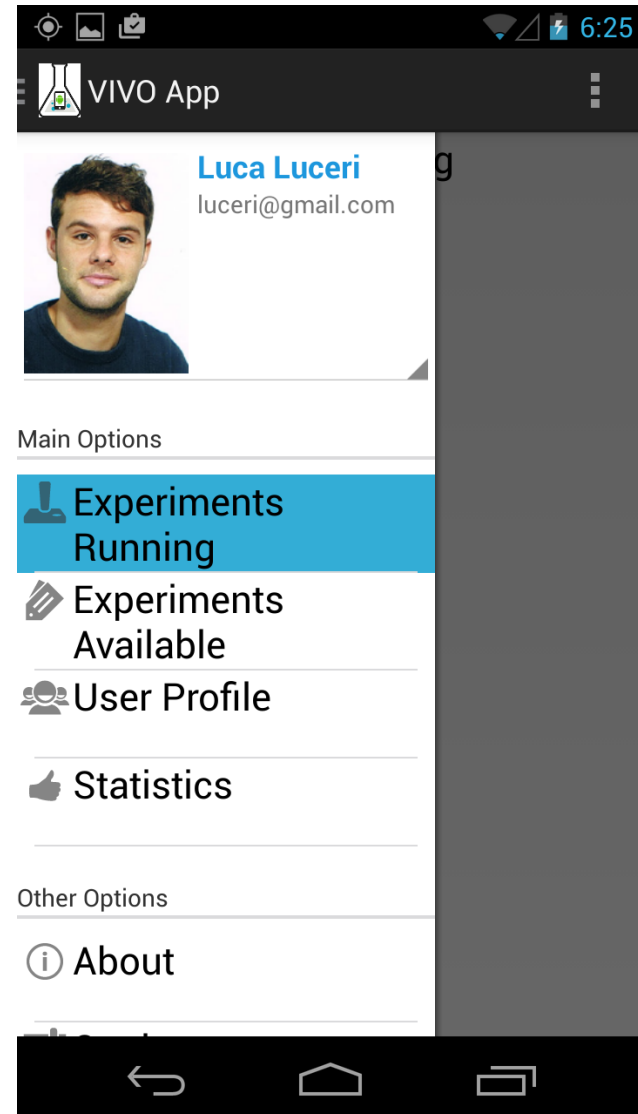 6:25
VIVO App
Luca Luceri
g
luceri@gmail.com
Main Options
Experiments
Running
Experiments
Available
User Profile
Statistics
Other Options
About